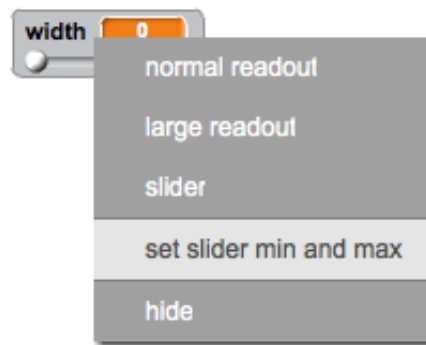 width 0
normal readout
large readout
slider
set slider min and max
hide